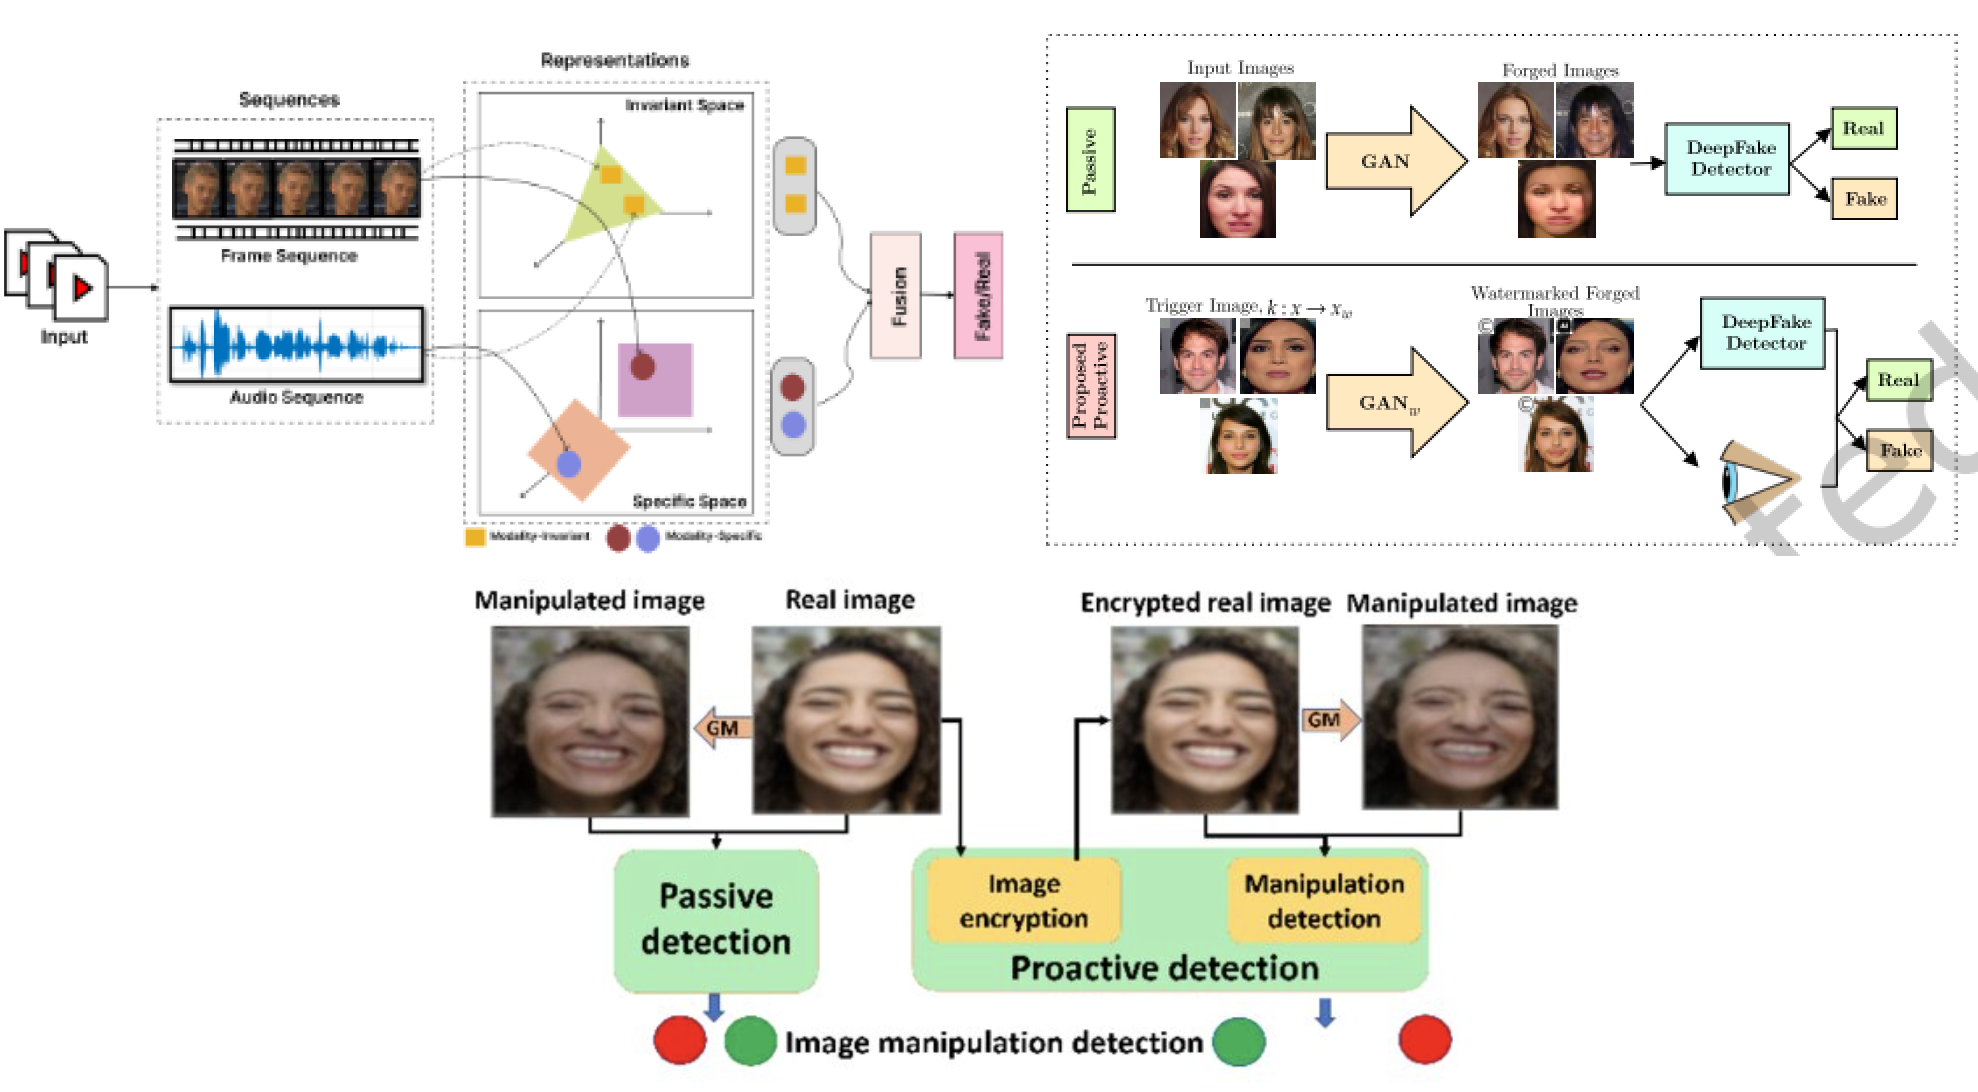 Representations
Sequences
Invariant Space
Frame Sequence
Input
Audio Sequence
Specific Space
Modality-Invariant
Modality-Specific
Fusion
Fake/Real
Input Images
Forged Images
Passive
GAN
DeepFake
Detector
Real
Fake
Trigger Image, k : x → x_w
Watermarked Forged
Images
Proposed
Proactive
GAN_w
DeepFake
Detector
Real
Fake
ted
Manipulated image
Real image
Encrypted real image
Manipulated image
GM
GM
Passive
detection
Image
encryption
Manipulation
detection
Proactive detection
Image manipulation detection